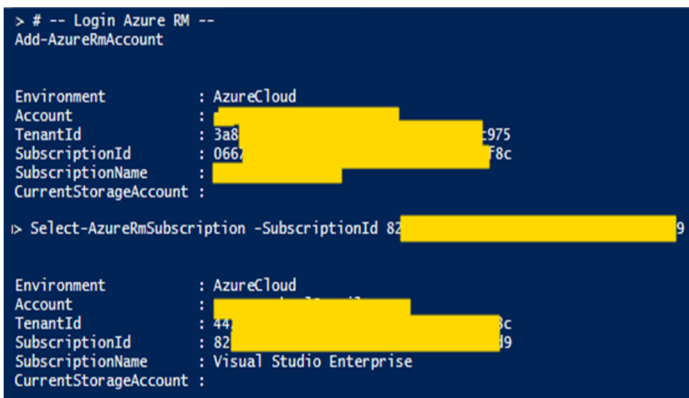 > # -- Login Azure RM --
Add-AzureRmAccount
Environment : AzureCloud
Account :
TenantId : 3a8 c975
SubscriptionId : 066 f8c
SubscriptionName :
CurrentStorageAccount :
> Select-AzureRmSubscription -SubscriptionId 82 9
Environment : AzureCloud
Account :
TenantId : 44 8c
SubscriptionId : 82 d9
SubscriptionName : Visual Studio Enterprise
CurrentStorageAccount :